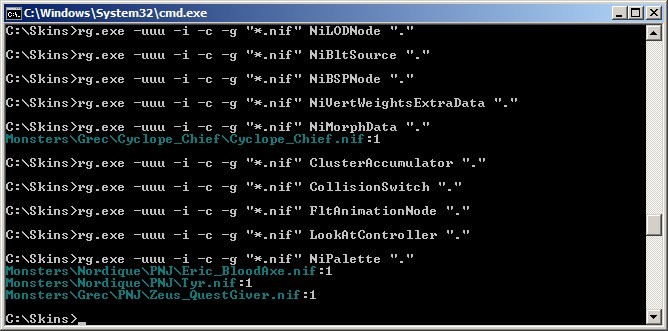 C:\Windows\System32\cmd.exe
C:\Skins>rg.exe -uuu -i -c -g "*.nif" NiLODNode "."
C:\Skins>rg.exe -uuu -i -c -g "*.nif" NiBltSource "."
C:\Skins>rg.exe -uuu -i -c -g "*.nif" NiBSPNode "."
C:\Skins>rg.exe -uuu -i -c -g "*.nif" NiVertWeightsExtraData "."
C:\Skins>rg.exe -uuu -i -c -g "*.nif" NiMorphData "."
Monsters\Grec\Cyclope_Chief\Cyclope_Chief.nif:1
C:\Skins>rg.exe -uuu -i -c -g "*.nif" ClusterAccumulator "."
C:\Skins>rg.exe -uuu -i -c -g "*.nif" CollisionSwitch "."
C:\Skins>rg.exe -uuu -i -c -g "*.nif" FltAnimationNode "."
C:\Skins>rg.exe -uuu -i -c -g "*.nif" LookAtController "."
C:\Skins>rg.exe -uuu -i -c -g "*.nif" NiPalette "."
Monsters\Nordique\PNJ\Eric_BloodAxe.nif:1
Monsters\Nordique\PNJ\Tyr.nif:1
Monsters\Grec\PNJ\Zeus_QuestGiver.nif:1
C:\Skins>_